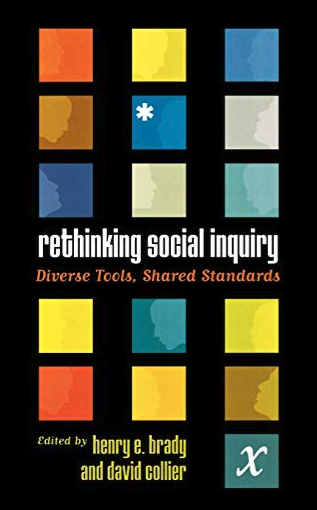 *
rethinking social inquiry
Diverse Tools, Shared Standards
Edited by henry e. brady
and david collier
x